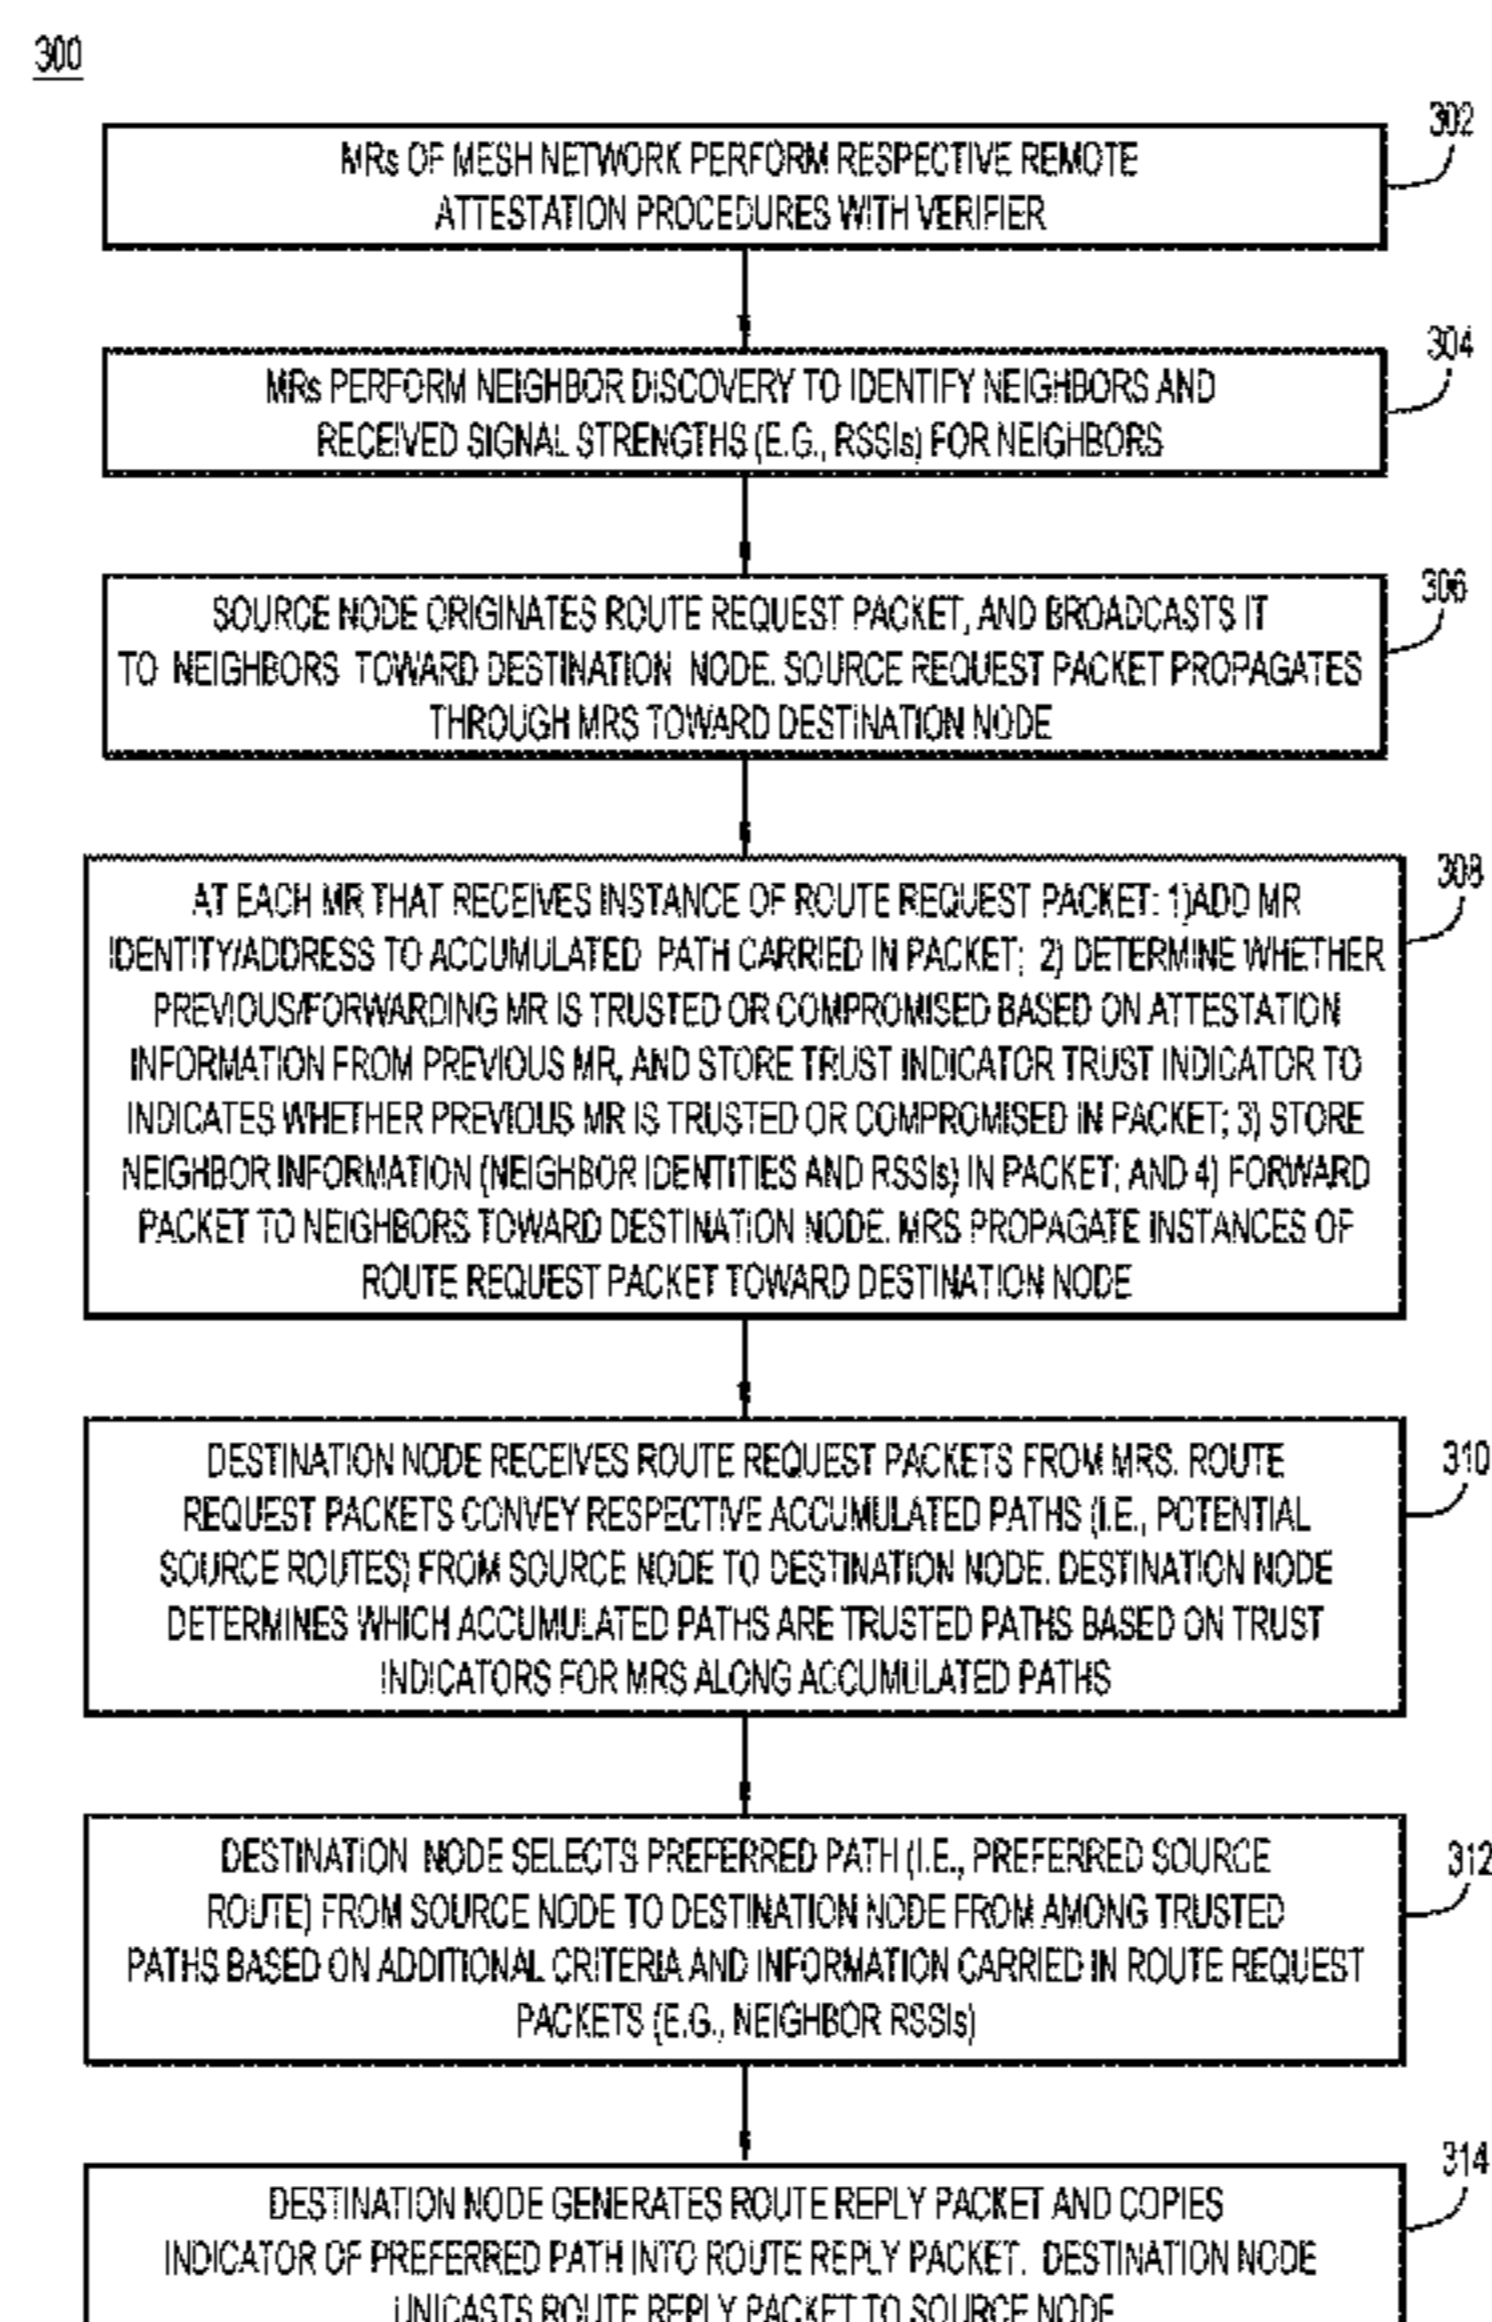 300
302
MRs OF MESH NETWORK PERFORM RESPECTIVE REMOTE
ATTESTATION PROCEDURES WITH VERIFIER
304
MRs PERFORM NEIGHBOR DISCOVERY TO IDENTIFY NEIGHBORS AND
RECEIVED SIGNAL STRENGTHS (E.G., RSSIs) FOR NEIGHBORS
306
SOURCE NODE ORIGINATES ROUTE REQUEST PACKET, AND BROADCASTS IT
TO NEIGHBORS TOWARD DESTINATION NODE. SOURCE REQUEST PACKET PROPAGATES
THROUGH MRS TOWARD DESTINATION NODE
308
AT EACH MR THAT RECEIVES INSTANCE OF ROUTE REQUEST PACKET: 1)ADD MR
IDENTITY/ADDRESS TO ACCUMULATED PATH CARRIED IN PACKET; 2) DETERMINE WHETHER
PREVIOUS/FORWARDING MR IS TRUSTED OR COMPROMISED BASED ON ATTESTATION
INFORMATION FROM PREVIOUS MR, AND STORE TRUST INDICATOR TRUST INDICATOR TO
INDICATES WHETHER PREVIOUS MR IS TRUSTED OR COMPROMISED IN PACKET; 3) STORE
NEIGHBOR INFORMATION (NEIGHBOR IDENTITIES AND RSSIs) IN PACKET; AND 4) FORWARD
PACKET TO NEIGHBORS TOWARD DESTINATION NODE. MRS PROPAGATE INSTANCES OF
ROUTE REQUEST PACKET TOWARD DESTINATION NODE
310
DESTINATION NODE RECEIVES ROUTE REQUEST PACKETS FROM MRS. ROUTE
REQUEST PACKETS CONVEY RESPECTIVE ACCUMULATED PATHS (I.E., POTENTIAL
SOURCE ROUTES) FROM SOURCE NODE TO DESTINATION NODE. DESTINATION NODE
DETERMINES WHICH ACCUMULATED PATHS ARE TRUSTED PATHS BASED ON TRUST
INDICATORS FOR MRS ALONG ACCUMULATED PATHS
312
DESTINATION NODE SELECTS PREFERRED PATH (I.E., PREFERRED SOURCE
ROUTE) FROM SOURCE NODE TO DESTINATION NODE FROM AMONG TRUSTED
PATHS BASED ON ADDITIONAL CRITERIA AND INFORMATION CARRIED IN ROUTE REQUEST
PACKETS (E.G., NEIGHBOR RSSIs)
314
DESTINATION NODE GENERATES ROUTE REPLY PACKET AND COPIES
INDICATOR OF PREFERRED PATH INTO ROUTE REPLY PACKET. DESTINATION NODE
UNICASTS ROUTE REPLY PACKET TO SOURCE NODE